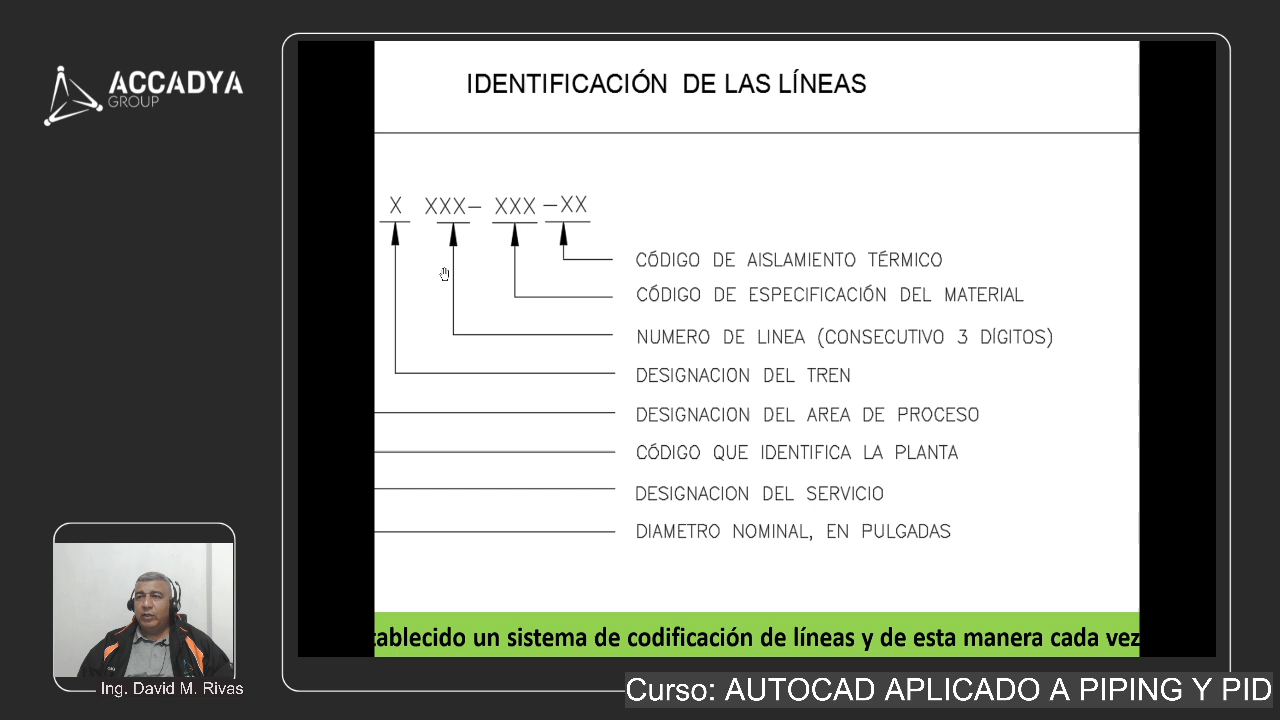 ACCADYA
GROUP
IDENTIFICACIÓN DE LAS LÍNEAS
X XXX- XXX -XX
CÓDIGO DE AISLAMIENTO TÉRMICO
CÓDIGO DE ESPECIFICACIÓN DEL MATERIAL
NUMERO DE LINEA (CONSECUTIVO 3 DÍGITOS)
DESIGNACION DEL TREN
DESIGNACION DEL AREA DE PROCESO
CÓDIGO QUE IDENTIFICA LA PLANTA
DESIGNACION DEL SERVICIO
DIAMETRO NOMINAL, EN PULGADAS
tablecido un sistema de codificación de líneas y de esta manera cada vez
Ing. David M. Rivas
Curso: AUTOCAD APLICADO A PIPING Y PID